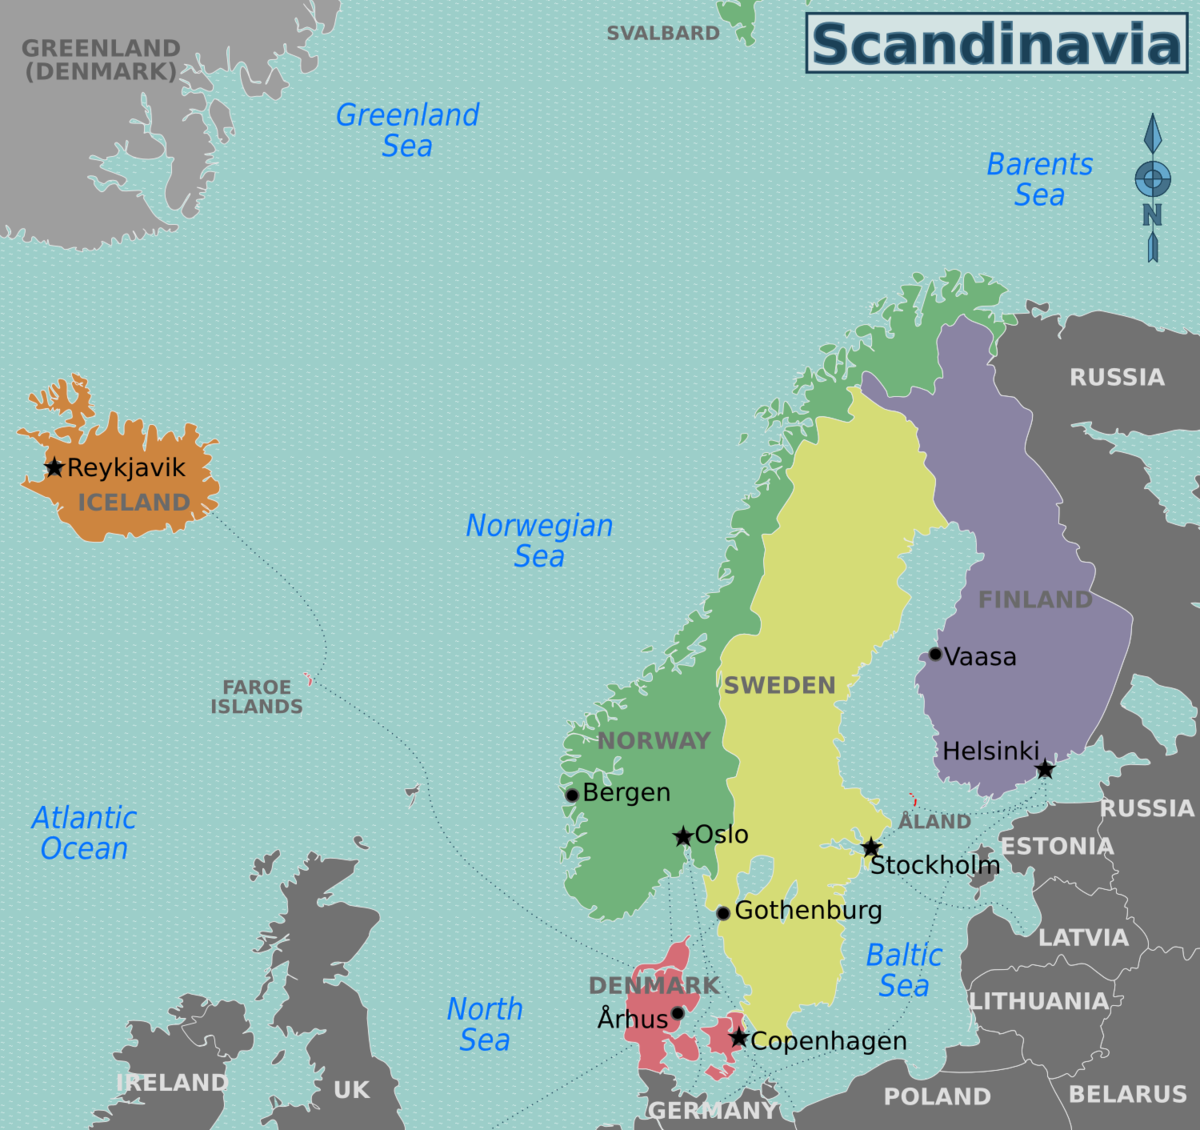 Scandinavia
GREENLAND
(DENMARK)
SVALBARD
Greenland
Sea
Barents
Sea
N
RUSSIA
Reykjavik
ICELAND
Norwegian
Sea
FINLAND
Vaasa
FAROE
ISLANDS
SWEDEN
NORWAY
Helsinki
Bergen
Atlantic
Ocean
ÅLAND
RUSSIA
Oslo
Stockholm
ESTONIA
Gothenburg
LATVIA
Baltic
Sea
DENMARK
LITHUANIA
Århus
North
Sea
Copenhagen
IRELAND
UK
GERMANY
POLAND
BELARUS